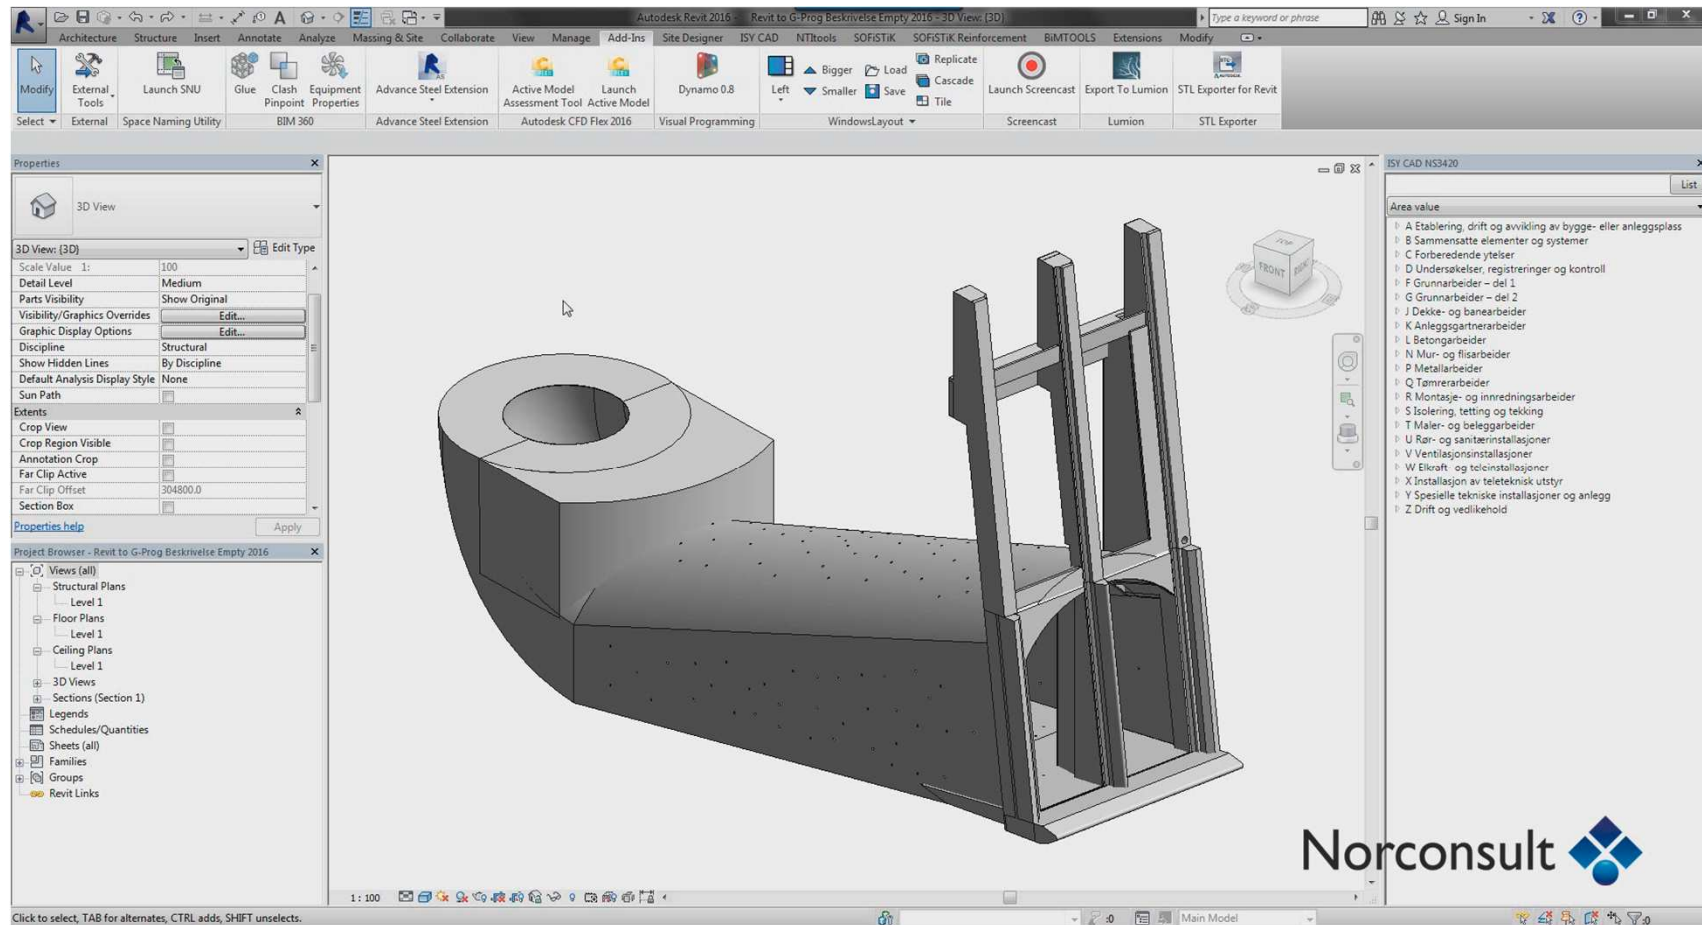 Autodesk Revit 2016 - Revit to G-Prog Beskrivelse Empty 2016 - 3D View: {3D}
Type a keyword or phrase
Sign In
Architecture Structure Insert Annotate Analyze Massing & Site Collaborate View Manage Add-Ins Site Designer ISY CAD NTItools SOFiSTiK SOFiSTiK Reinforcement BiMTOOLS Extensions Modify
Modify
External Tools
Launch SNU
Glue
Clash Pinpoint
Equipment Properties
Advance Steel Extension
Active Model Assessment Tool
Launch Active Model
Dynamo 0.8
Left
Bigger
Smaller
Load
Save
Replicate
Cascade
Tile
Launch Screencast
Export To Lumion
STL Exporter for Revit
Select External Space Naming Utility BIM 360 Advance Steel Extension Autodesk CFD Flex 2016 Visual Programming WindowsLayout Screencast Lumion STL Exporter
Properties
3D View
3D View: {3D}
Edit Type
Scale Value 1: 100
Detail Level Medium
Parts Visibility Show Original
Visibility/Graphics Overrides Edit...
Graphic Display Options Edit...
Discipline Structural
Show Hidden Lines By Discipline
Default Analysis Display Style None
Sun Path
Extents
Crop View
Crop Region Visible
Annotation Crop
Far Clip Active
Far Clip Offset 304800.0
Section Box
Properties help
Apply
Project Browser - Revit to G-Prog Beskrivelse Empty 2016
Views (all)
Structural Plans
Level 1
Floor Plans
Level 1
Ceiling Plans
Level 1
3D Views
Sections (Section 1)
Legends
Schedules/Quantities
Sheets (all)
Families
Groups
Revit Links
TOP
FRONT
ISY CAD NS3420
List
Area value
A Etablering, drift og avvikling av bygge- eller anleggsplass
B Sammensatte elementer og systemer
C Forberedende ytelser
D Undersøkelser, registreringer og kontroll
F Grunnarbeider – del 1
G Grunnarbeider – del 2
J Dekke- og banearbeider
K Anleggsgartnerarbeider
L Betongarbeider
N Mur- og flisarbeider
P Metallarbeider
Q Tømrerarbeider
R Montasje- og innredningsarbeider
S Isolering, tetting og tekking
T Maler- og beleggarbeider
U Rør- og sanitærinstallasjoner
V Ventilasjonsinstallasjoner
W Elkraft- og teleinstallasjoner
X Installasjon av teleteknisk utstyr
Y Spesielle tekniske installasjoner og anlegg
Z Drift og vedlikehold
Norconsult
1 : 100
Click to select, TAB for alternates, CTRL adds, SHIFT unselects.
:0
Main Model
:0